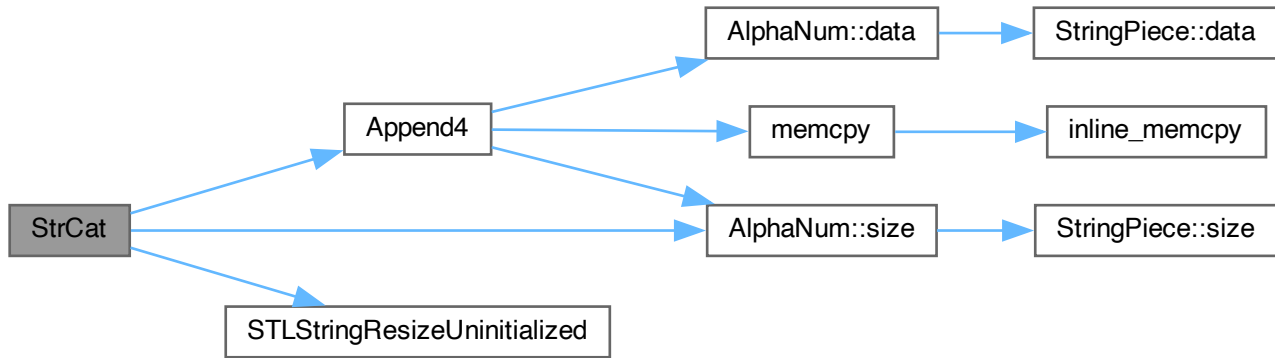 AlphaNum::data
StringPiece::data
Append4
memcpy
inline_memcpy
StrCat
AlphaNum::size
StringPiece::size
STLStringResizeUninitialized